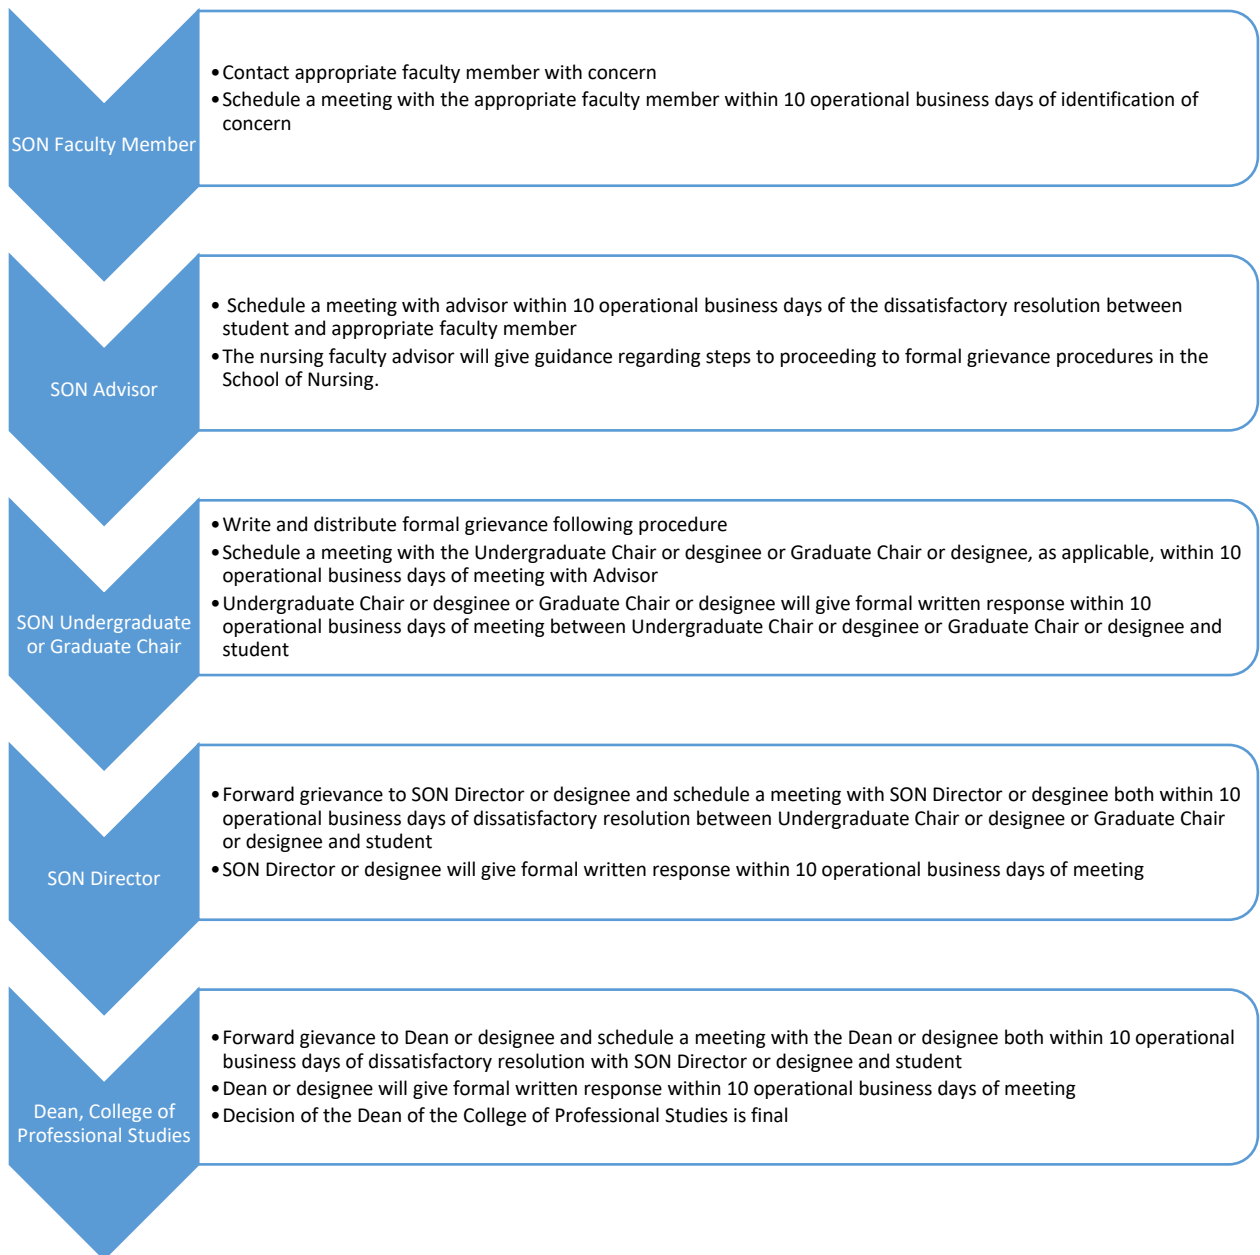 SON Faculty Member
•Contact appropriate faculty member with concern
•Schedule a meeting with the appropriate faculty member within 10 operational business days of identification of
concern
SON Advisor
• Schedule a meeting with advisor within 10 operational business days of the dissatisfactory resolution between
student and appropriate faculty member
•The nursing faculty advisor will give guidance regarding steps to proceeding to formal grievance procedures in the
School of Nursing.
SON Undergraduate
or Graduate Chair
•Write and distribute formal grievance following procedure
•Schedule a meeting with the Undergraduate Chair or desginee or Graduate Chair or designee, as applicable, within 10
operational business days of meeting with Advisor
•Undergraduate Chair or desginee or Graduate Chair or designee will give formal written response within 10
operational business days of meeting between Undergraduate Chair or desginee or Graduate Chair or designee and
student
SON Director
•Forward grievance to SON Director or designee and schedule a meeting with SON Director or desginee both within 10
operational business days of dissatisfactory resolution between Undergraduate Chair or designee or Graduate Chair
or designee and student
•SON Director or designee will give formal written response within 10 operational business days of meeting
Dean, College of
Professional Studies
•Forward gievance to Dean or designee and schedule a meeting with the Dean or designee both within 10 operational
business days of dissatisfactory resolution with SON Director or designee and student
•Dean or designee will give formal written response within 10 operational business days of meeting
•Decision of the Dean of the College of Professional Studies is final